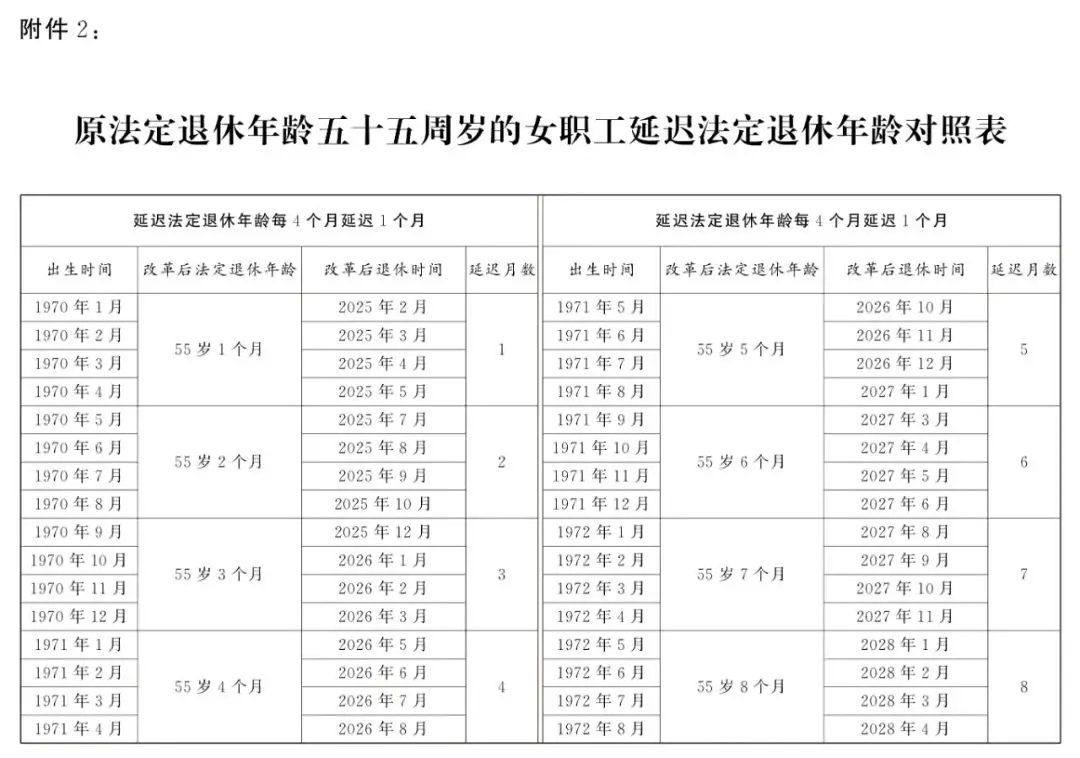 附件 2：
原法定退休年龄五十五周岁的女职工延迟法定退休年龄对照表
延迟法定退休年龄每 4 个月延迟 1 个月 延迟法定退休年龄每 4 个月延迟 1 个月
出生时间 改革后法定退休年龄 改革后退休时间 延迟月数 出生时间 改革后法定退休年龄 改革后退休时间 延迟月数
1970 年 1 月 55 岁 1 个月 2025 年 2 月 1 1971 年 5 月 55 岁 5 个月 2026 年 10 月 5
1970 年 2 月 2025 年 3 月 1971 年 6 月 2026 年 11 月
1970 年 3 月 2025 年 4 月 1971 年 7 月 2026 年 12 月
1970 年 4 月 2025 年 5 月 1971 年 8 月 2027 年 1 月
1970 年 5 月 55 岁 2 个月 2025 年 7 月 2 1971 年 9 月 55 岁 6 个月 2027 年 3 月 6
1970 年 6 月 2025 年 8 月 1971 年 10 月 2027 年 4 月
1970 年 7 月 2025 年 9 月 1971 年 11 月 2027 年 5 月
1970 年 8 月 2025 年 10 月 1971 年 12 月 2027 年 6 月
1970 年 9 月 55 岁 3 个月 2025 年 12 月 3 1972 年 1 月 55 岁 7 个月 2027 年 8 月 7
1970 年 10 月 2026 年 1 月 1972 年 2 月 2027 年 9 月
1970 年 11 月 2026 年 2 月 1972 年 3 月 2027 年 10 月
1970 年 12 月 2026 年 3 月 1972 年 4 月 2027 年 11 月
1971 年 1 月 55 岁 4 个月 2026 年 5 月 4 1972 年 5 月 55 岁 8 个月 2028 年 1 月 8
1971 年 2 月 2026 年 6 月 1972 年 6 月 2028 年 2 月
1971 年 3 月 2026 年 7 月 1972 年 7 月 2028 年 3 月
1971 年 4 月 2026 年 8 月 1972 年 8 月 2028 年 4 月